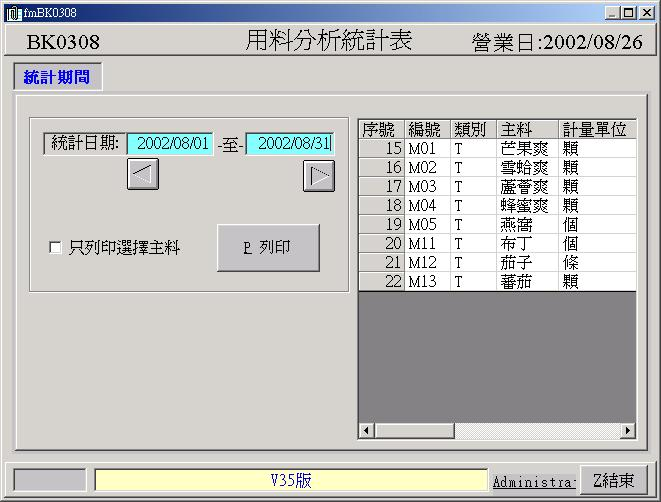 fmBK0308
BK0308 用料分析統計表 營業日:2002/08/26
統計期間
統計日期: 2002/08/01 -至- 2002/08/31
只列印選擇主料 P 列印
序號 編號 類別 主料 計量單位
15 M01 T 芒果爽 顆
16 M02 T 雪蛤爽 顆
17 M03 T 蘆薈爽 顆
18 M04 T 蜂蜜爽 顆
19 M05 T 燕窩 個
20 M11 T 布丁 個
21 M12 T 茄子 條
22 M13 T 蕃茄 顆
V35版 Administra Z結束